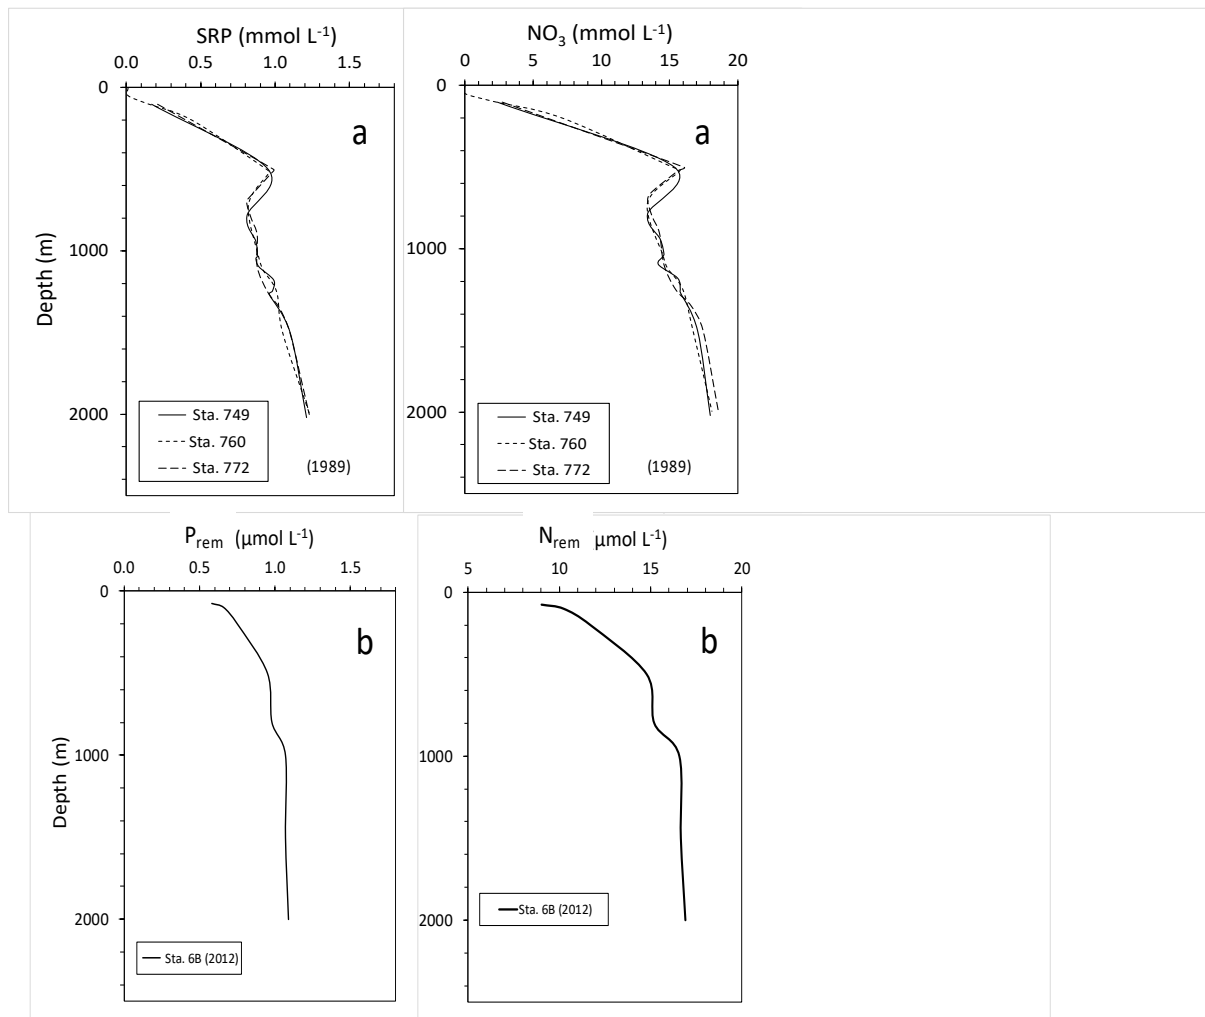 SRP (mmol L-1)
0.0 0.5 1.0 1.5
0
1000
2000
Depth (m)
a
Sta. 749
Sta. 760
Sta. 772
(1989)
NO3 (mmol L-1)
0 5 10 15 20
0
1000
2000
a
Sta. 749
Sta. 760
Sta. 772
(1989)
Prem (µmol L-1)
0.0 0.5 1.0 1.5
0
1000
2000
Depth (m)
b
Sta. 6B (2012)
Nrem (µmol L-1)
5 10 15 20
0
1000
2000
b
Sta. 6B (2012)